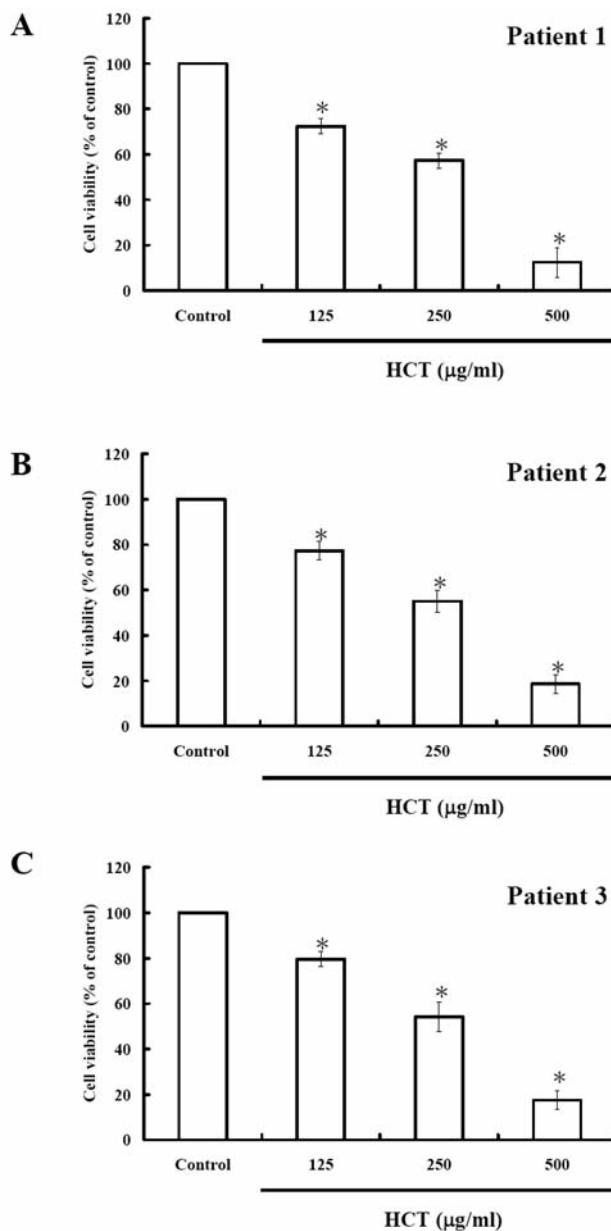 A
Patient 1
Cell viability (% of control)
120
100
80
60
40
20
0
*
*
*
Control 125 250 500
HCT (μg/ml)
B
Patient 2
Cell viability (% of control)
120
100
80
60
40
20
0
*
*
*
Control 125 250 500
HCT (μg/ml)
C
Patient 3
Cell viability (% of control)
120
100
80
60
40
20
0
*
*
*
Control 125 250 500
HCT (μg/ml)